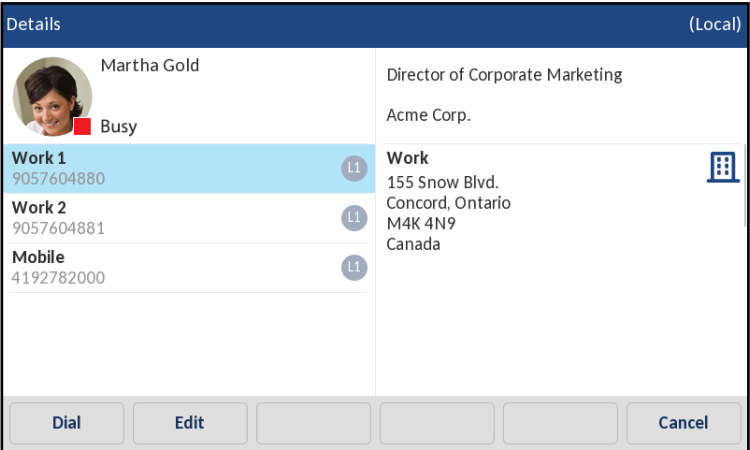 Details
(Local)
Martha Gold
Busy
Work 1
9057604880
L1
Work 2
9057604881
L1
Mobile
4192782000
L1
Director of Corporate Marketing
Acme Corp.
Work
155 Snow Blvd.
Concord, Ontario
M4K 4N9
Canada
Dial
Edit
Cancel